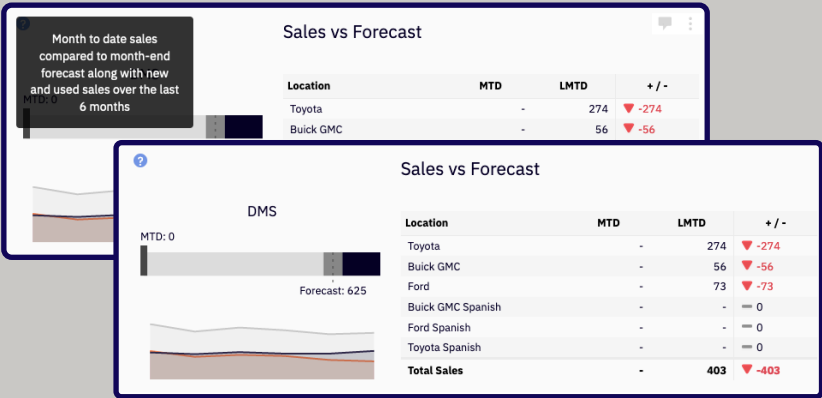 ?
Month to date sales
compared to month-end
forecast along with new
and used sales over the last
6 months
MTD: 0
Sales vs Forecast
Location MTD LMTD + / -
Toyota - 274 ▼ -274
Buick GMC - 56 ▼ -56
?
Sales vs Forecast
DMS
MTD: 0
Forecast: 625
Location MTD LMTD + / -
Toyota - 274 ▼ -274
Buick GMC - 56 ▼ -56
Ford - 73 ▼ -73
Buick GMC Spanish - - 0
Ford Spanish - - 0
Toyota Spanish - - 0
Total Sales - 403 ▼ -403